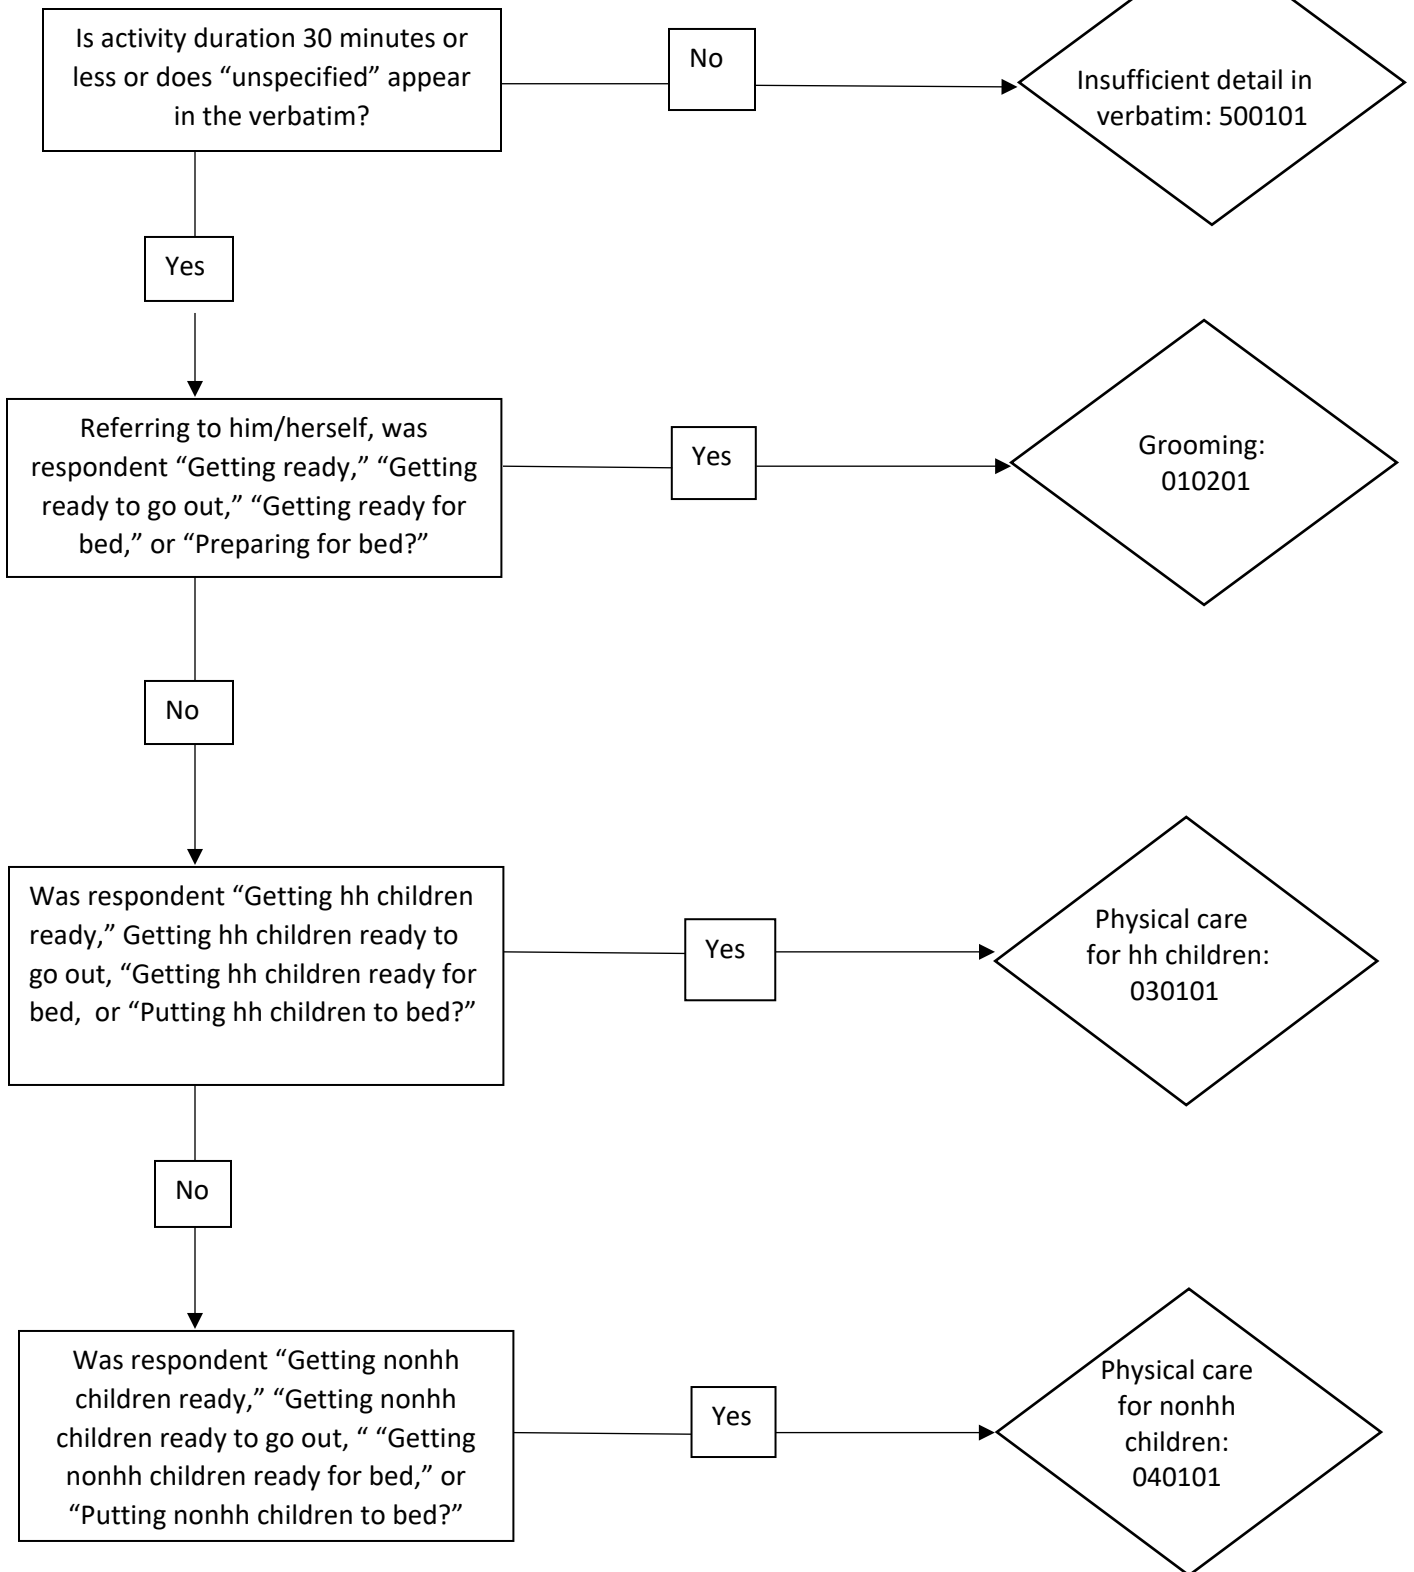 Is activity duration 30 minutes or
less or does “unspecified” appear
in the verbatim?
No
Insufficient detail in
verbatim: 500101
Yes
Referring to him/herself, was
respondent “Getting ready,” “Getting
ready to go out,” “Getting ready for
bed,” or “Preparing for bed?”
Yes
Grooming:
010201
No
Was respondent “Getting hh children
ready,” Getting hh children ready to
go out, “Getting hh children ready for
bed, or “Putting hh children to bed?”
Yes
Physical care
for hh children:
030101
No
Was respondent “Getting nonhh
children ready,” “Getting nonhh
children ready to go out, “ “Getting
nonhh children ready for bed,” or
“Putting nonhh children to bed?”
Yes
Physical care
for nonhh
children:
040101